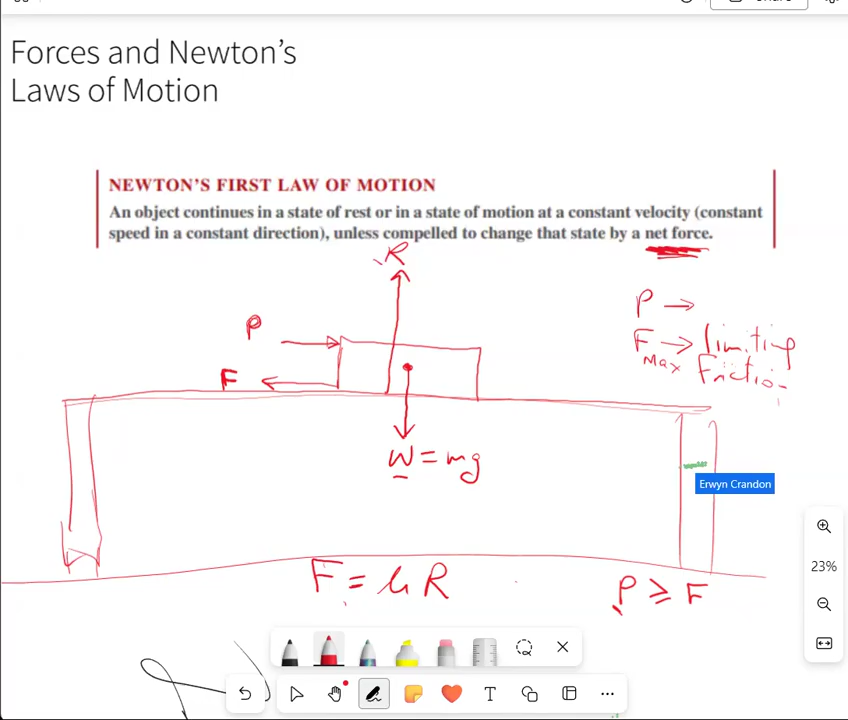 Forces and Newton's
Laws of Motion
NEWTON'S FIRST LAW OF MOTION
An object continues in a state of rest or in a state of motion at a constant velocity (constant
speed in a constant direction), unless compelled to change that state by a net force.
R
P
F
W = mg
P →
F → limiting
Max Friction
Erwyn Crandon
23%
F = μR
P ≥ F
T